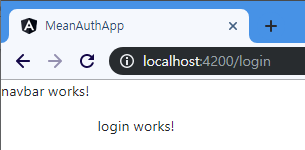 MeanAuthApp
localhost:4200/login
navbar works!
login works!